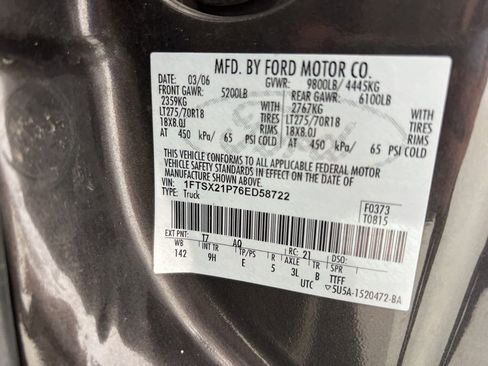 MFD. BY FORD MOTOR CO.
03/06 GVWR: 9800LB/ 4445KG
FRONT GAWR: 5200LB REAR GAWR: 6100LB
2359KG WITH 2767KG WITH
LT275/70R18 TIRES LT275/70R18 TIRES
18X8.0J RIMS 18X8.0J RIMS
AT 450 kPa/ 65 PSI COLD AT 450 kPa/ 65 PSI COLD
THIS VEHICLE CONFORMS TO ALL APPLICABLE FEDERAL MOTOR
VEHICLE SAFETY STANDARDS IN EFFECT ON THE DATE OF
MANUFACTURE SHOWN ABOVE.
VIN: 1FTSX21P76ED58722
TYPE: Truck
F0373
T0815
EXT PNT: T7 AQ RC: 21 DSO:
WB INT TR TP/PS R AXLE TR SPR
142 9H E 5 3L B TTFF
UTC ▽5U5A-1520472-BA